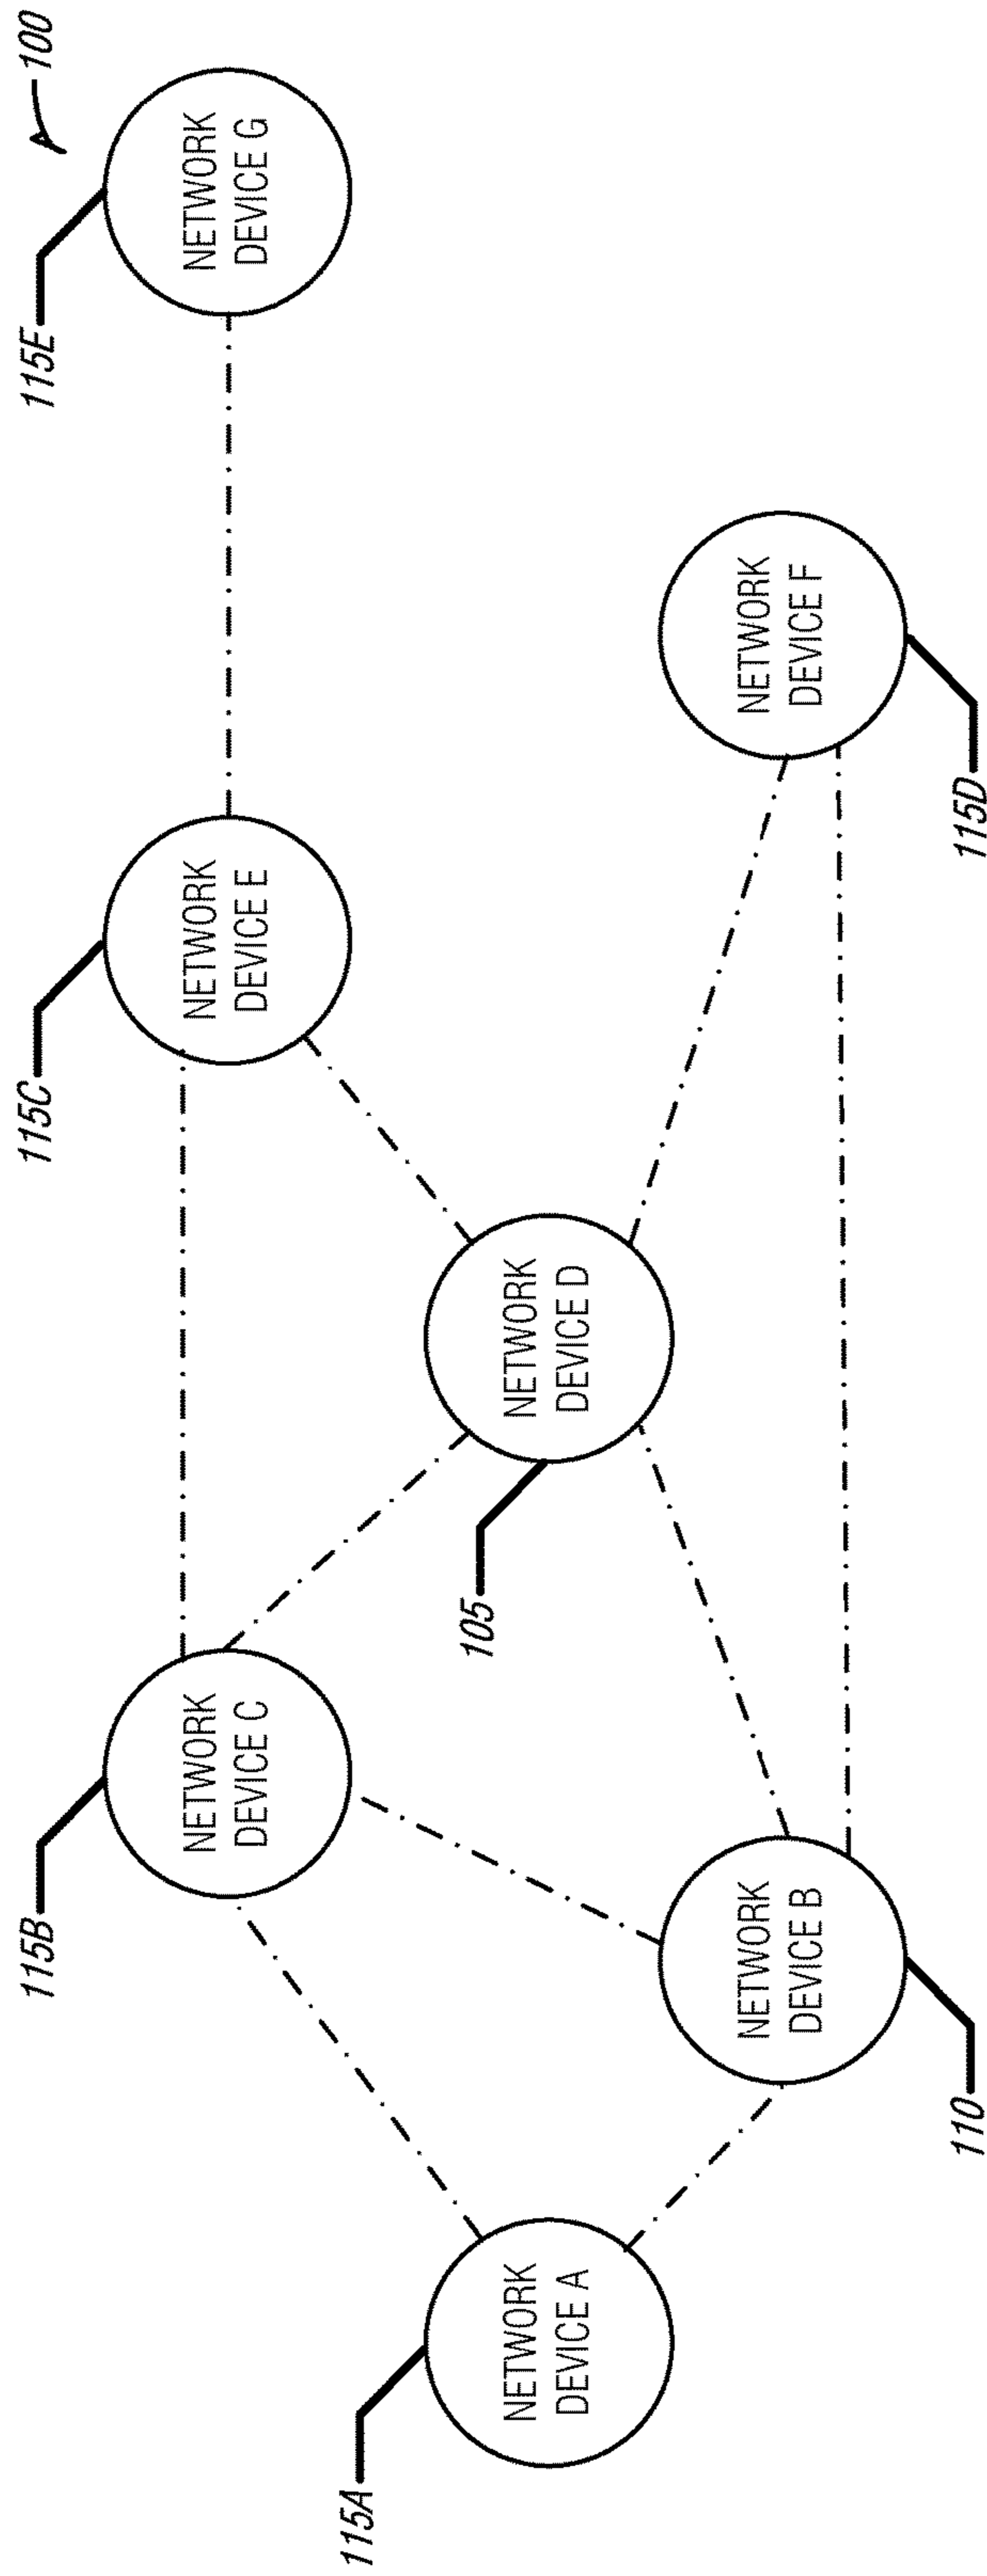 100
115E
NETWORK
DEVICE G
115C
NETWORK
DEVICE E
115D
NETWORK
DEVICE F
105
NETWORK
DEVICE D
115B
NETWORK
DEVICE C
110
NETWORK
DEVICE B
115A
NETWORK
DEVICE A